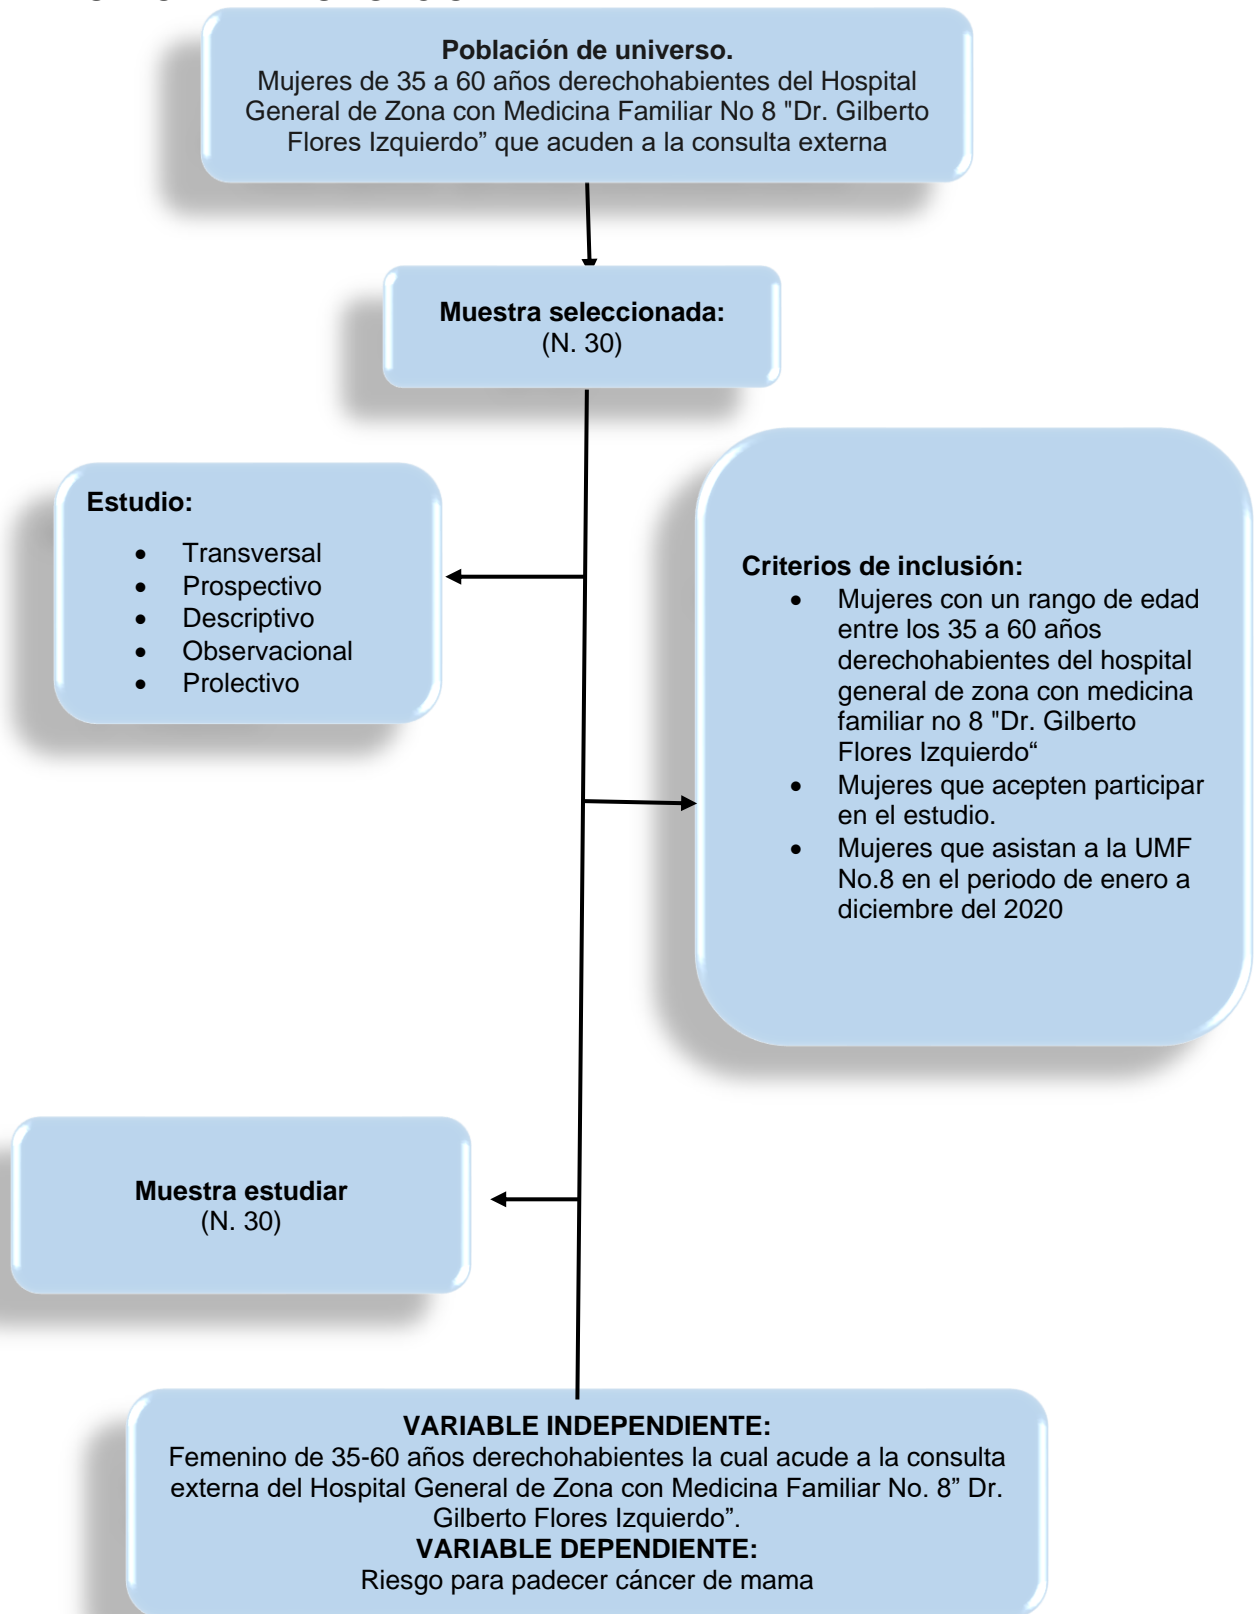 Población de universo.
Mujeres de 35 a 60 años derechohabientes del Hospital
General de Zona con Medicina Familiar No 8 "Dr. Gilberto
Flores Izquierdo” que acuden a la consulta externa
Muestra seleccionada:
(N. 30)
Estudio:
• Transversal
• Prospectivo
• Descriptivo
• Observacional
• Prolectivo
Criterios de inclusión:
• Mujeres con un rango de edad
entre los 35 a 60 años
derechohabientes del hospital
general de zona con medicina
familiar no 8 "Dr. Gilberto
Flores Izquierdo“
• Mujeres que acepten participar
en el estudio.
• Mujeres que asistan a la UMF
No.8 en el periodo de enero a
diciembre del 2020
Muestra estudiar
(N. 30)
VARIABLE INDEPENDIENTE:
Femenino de 35-60 años derechohabientes la cual acude a la consulta
externa del Hospital General de Zona con Medicina Familiar No. 8” Dr.
Gilberto Flores Izquierdo”.
VARIABLE DEPENDIENTE:
Riesgo para padecer cáncer de mama